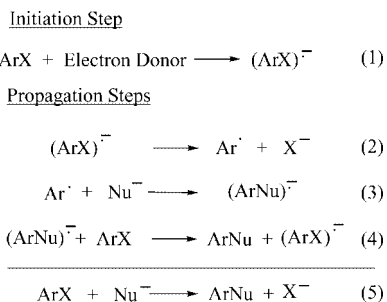 Initiation Step
ArX + Electron Donor ⟶ (ArX)·⁻ (1)
Propagation Steps
(ArX)·⁻ ⟶ Ar· + X⁻ (2)
Ar· + Nu⁻ ⟶ (ArNu)·⁻ (3)
(ArNu)·⁻ + ArX ⟶ ArNu + (ArX)·⁻ (4)
ArX + Nu⁻ ⟶ ArNu + X⁻ (5)